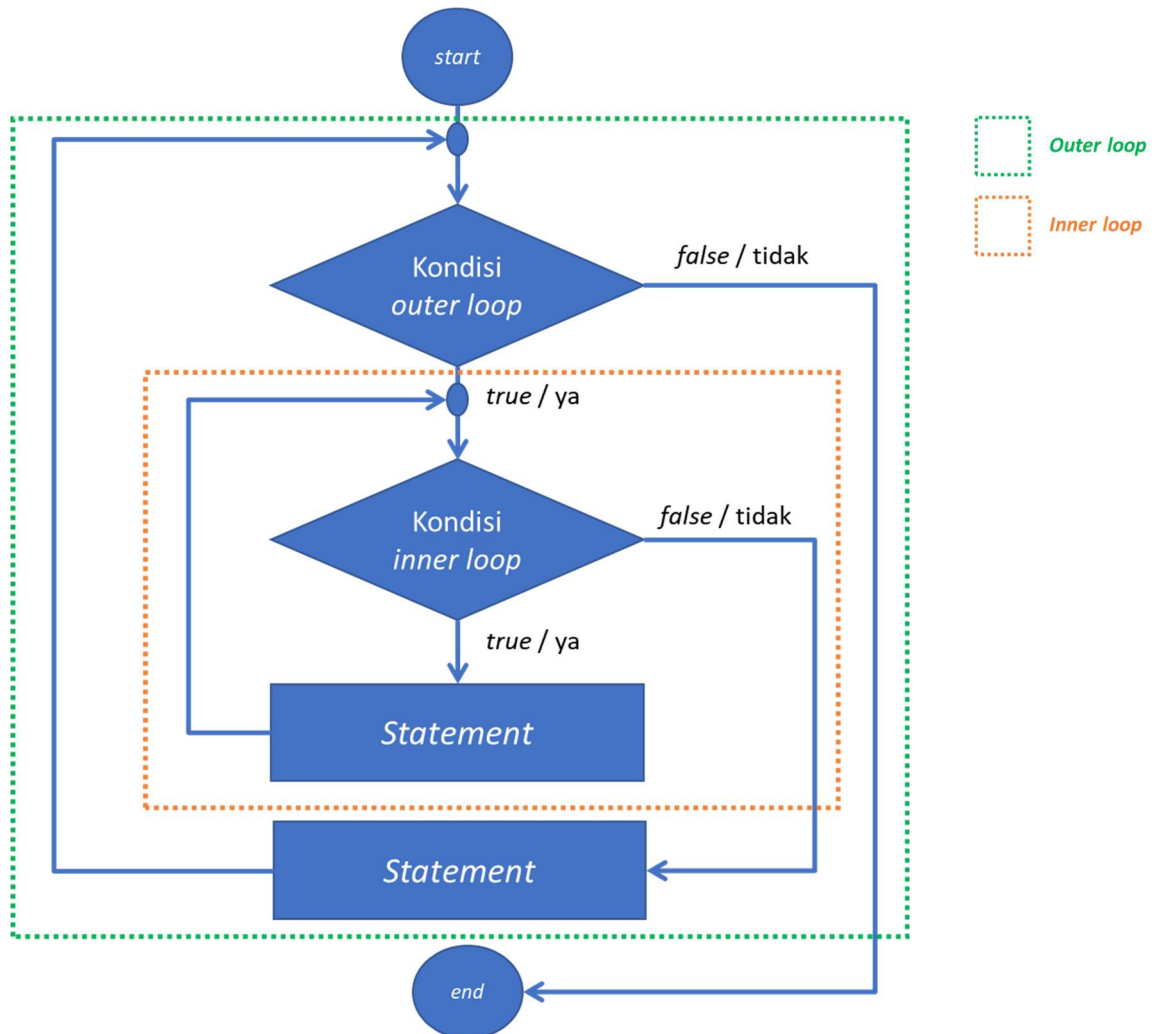 start
Outer loop
Inner loop
Kondisi
outer loop
false / tidak
true / ya
Kondisi
inner loop
false / tidak
true / ya
Statement
Statement
end